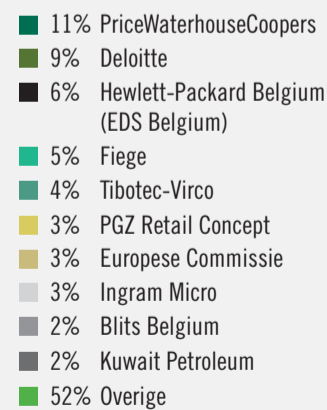 11% PriceWaterhouseCoopers
9% Deloitte
6% Hewlett-Packard Belgium
(EDS Belgium)
5% Fiege
4% Tibotec-Virco
3% PGZ Retail Concept
3% Europese Commissie
3% Ingram Micro
2% Blits Belgium
2% Kuwait Petroleum
52% Overige